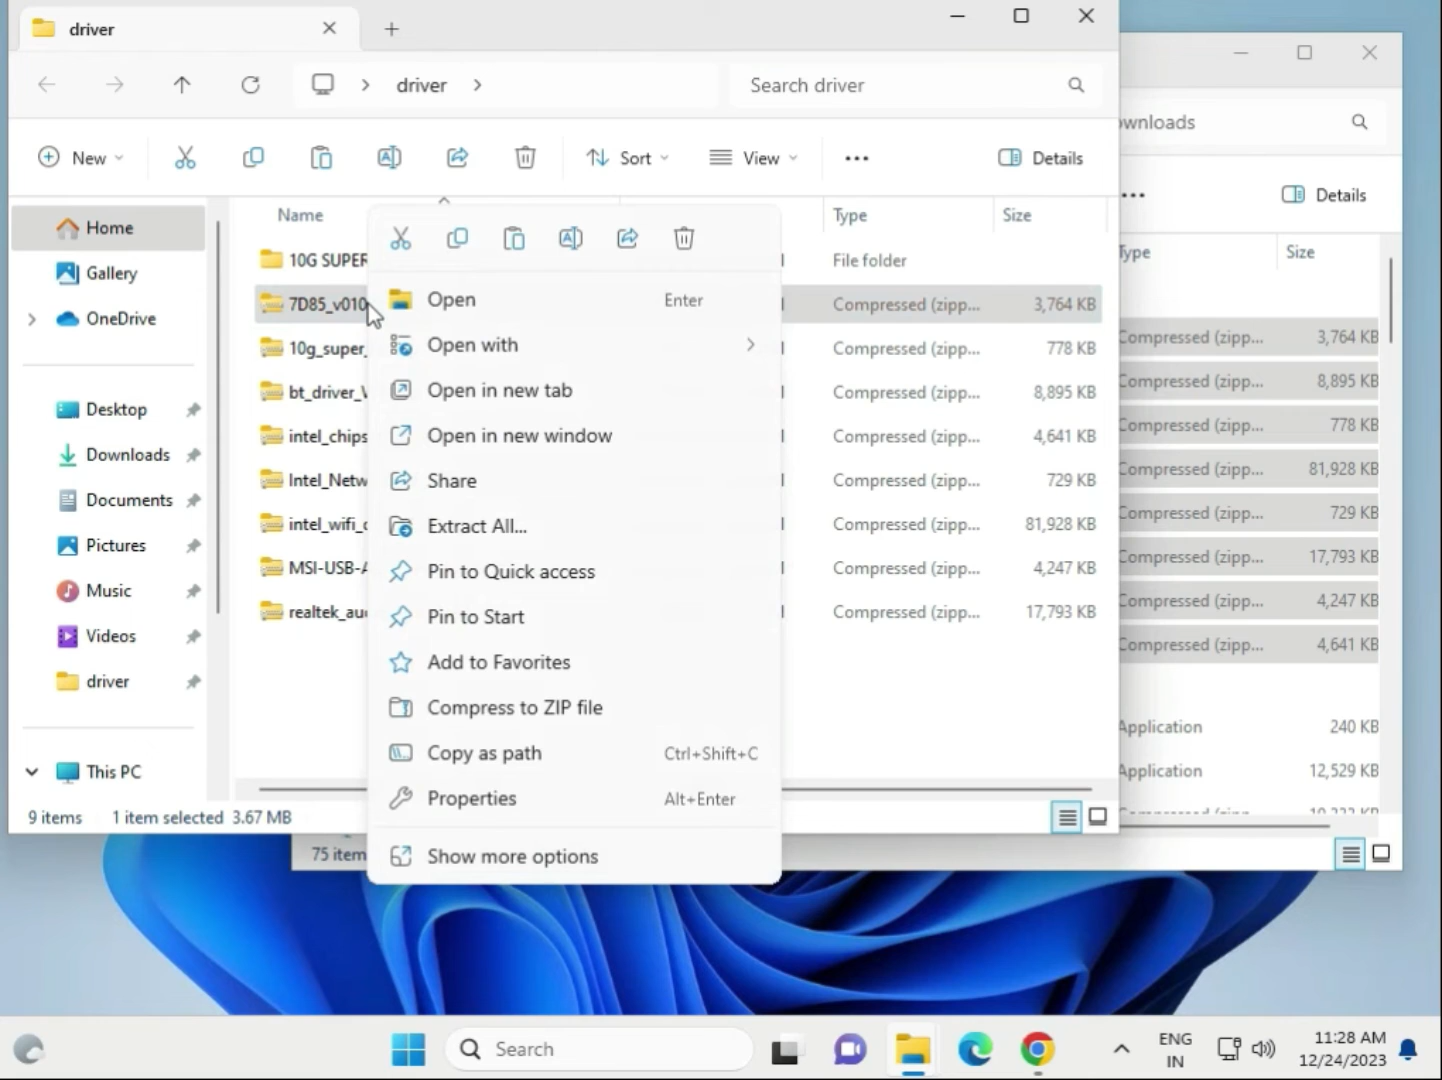 driver
driver
Search driver
New
Sort
View
Details
Home
Gallery
OneDrive
Desktop
Downloads
Documents
Pictures
Music
Videos
driver
This PC
Name
Type
Size
10G SUPER
File folder
7D85_v010
Compressed (zipp...
3,764 KB
10g_super_
Compressed (zipp...
778 KB
bt_driver_
Compressed (zipp...
8,895 KB
intel_chips
Compressed (zipp...
4,641 KB
Intel_Netw
Compressed (zipp...
729 KB
intel_wifi_
Compressed (zipp...
81,928 KB
MSI-USB-A
Compressed (zipp...
4,247 KB
realtek_au
Compressed (zipp...
17,793 KB
Open
Enter
Open with
Open in new tab
Open in new window
Share
Extract All...
Pin to Quick access
Pin to Start
Add to Favorites
Compress to ZIP file
Copy as path
Ctrl+Shift+C
Properties
Alt+Enter
Show more options
9 items
1 item selected 3.67 MB
ownloads
Details
Type
Size
Compressed (zipp...
3,764 KB
Compressed (zipp...
8,895 KB
Compressed (zipp...
778 KB
Compressed (zipp...
81,928 KB
Compressed (zipp...
729 KB
Compressed (zipp...
17,793 KB
Compressed (zipp...
4,247 KB
Compressed (zipp...
4,641 KB
Application
240 KB
Application
12,529 KB
75 item
Search
ENG
IN
11:28 AM
12/24/2023